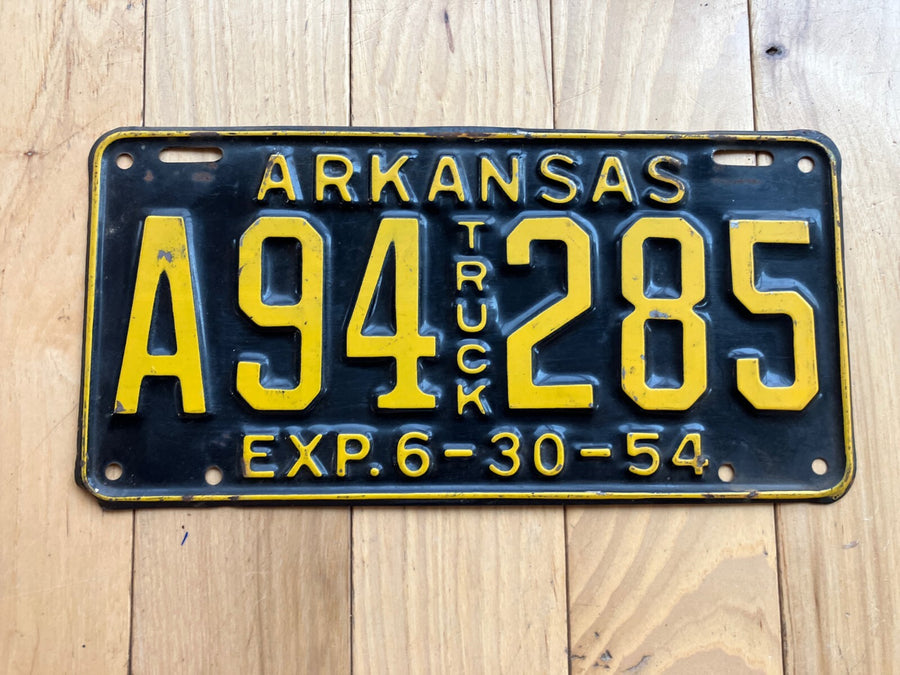 ARKANSAS
A94 TRUCK 285
EXP. 6-30-54